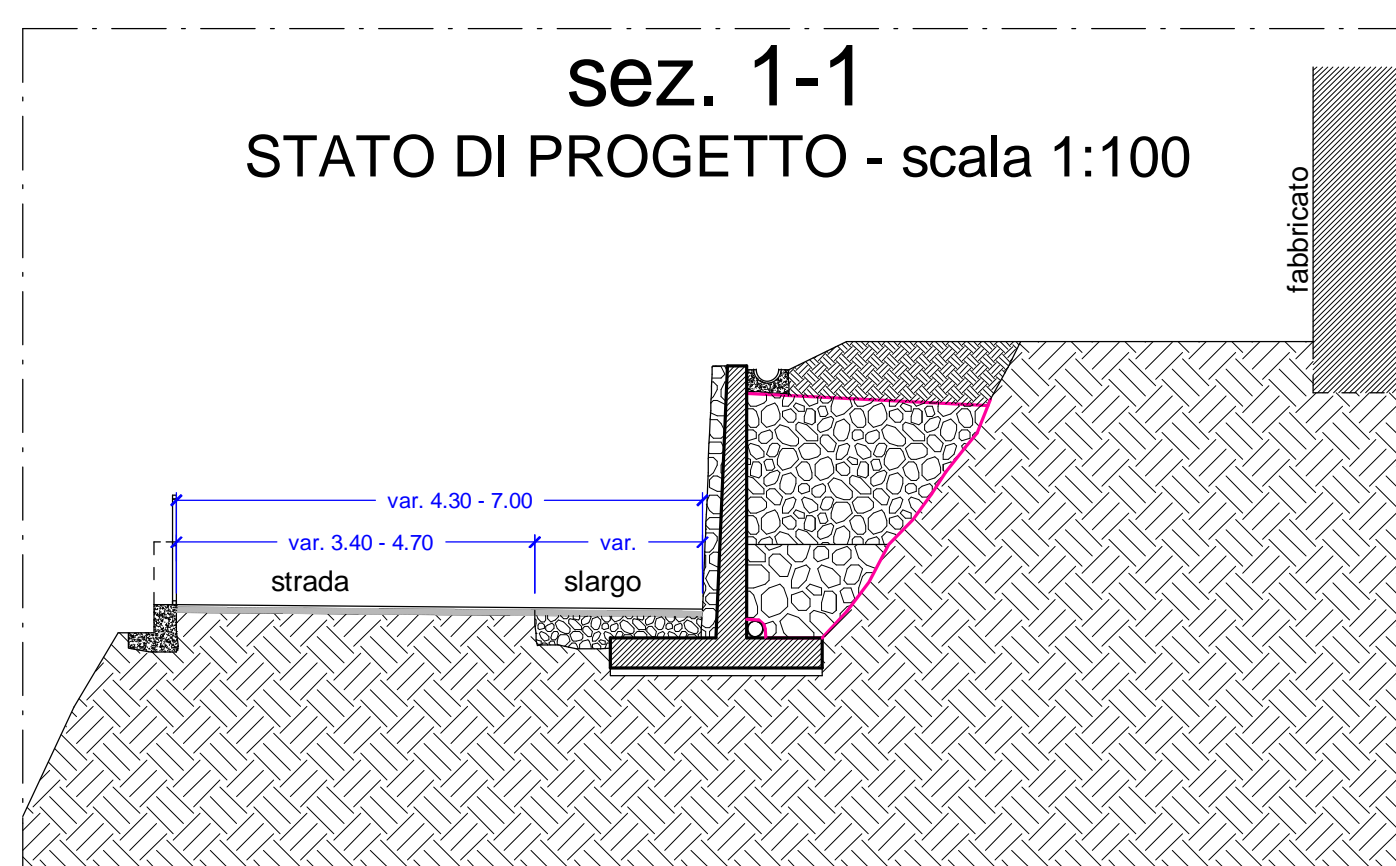 sez. 1-1
STATO DI PROGETTO - scala 1:100
fabbricato
var. 4.30 - 7.00
var. 3.40 - 4.70
var.
strada
slargo